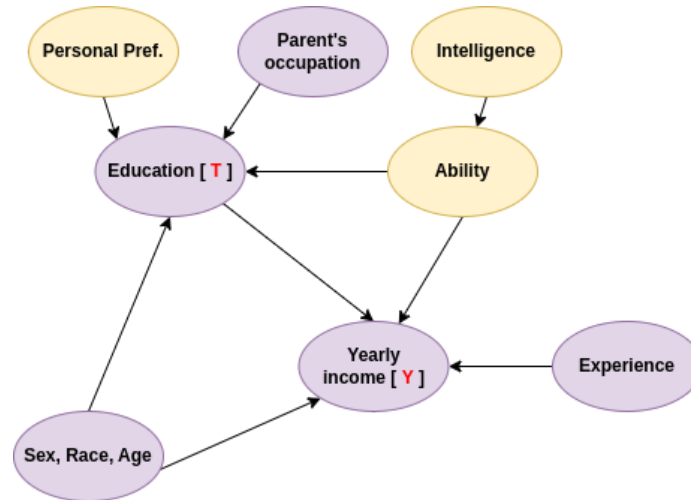 Personal Pref.
Parent's
occupation
Intelligence
Education [ T ]
Ability
Yearly
income [ Y ]
Experience
Sex, Race, Age